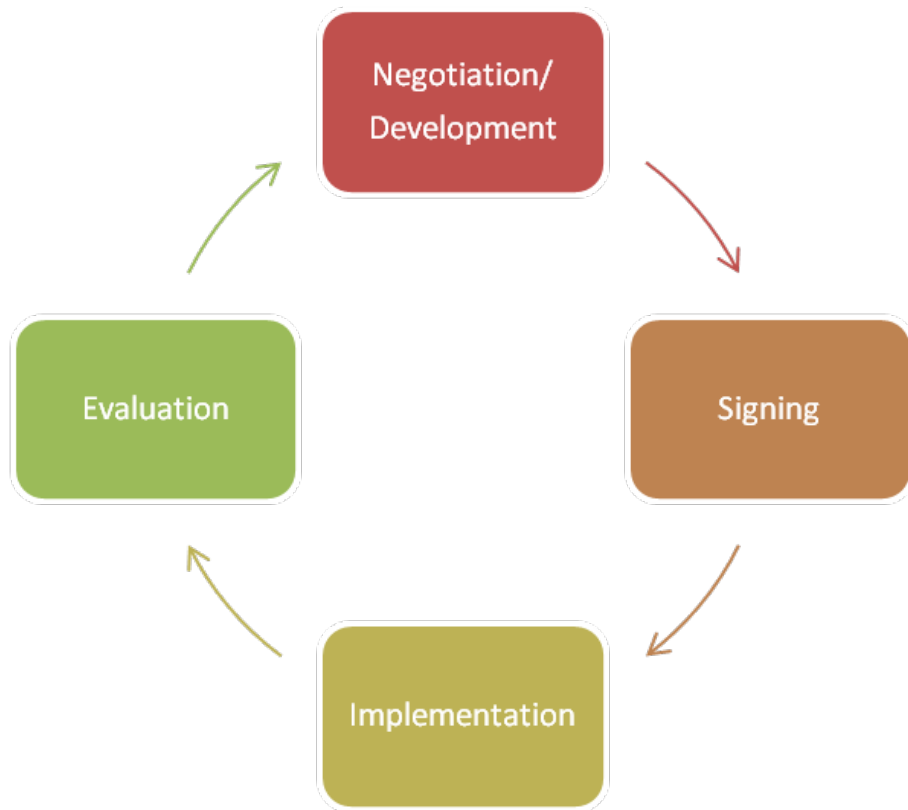 Negotiation/
Development
Signing
Implementation
Evaluation